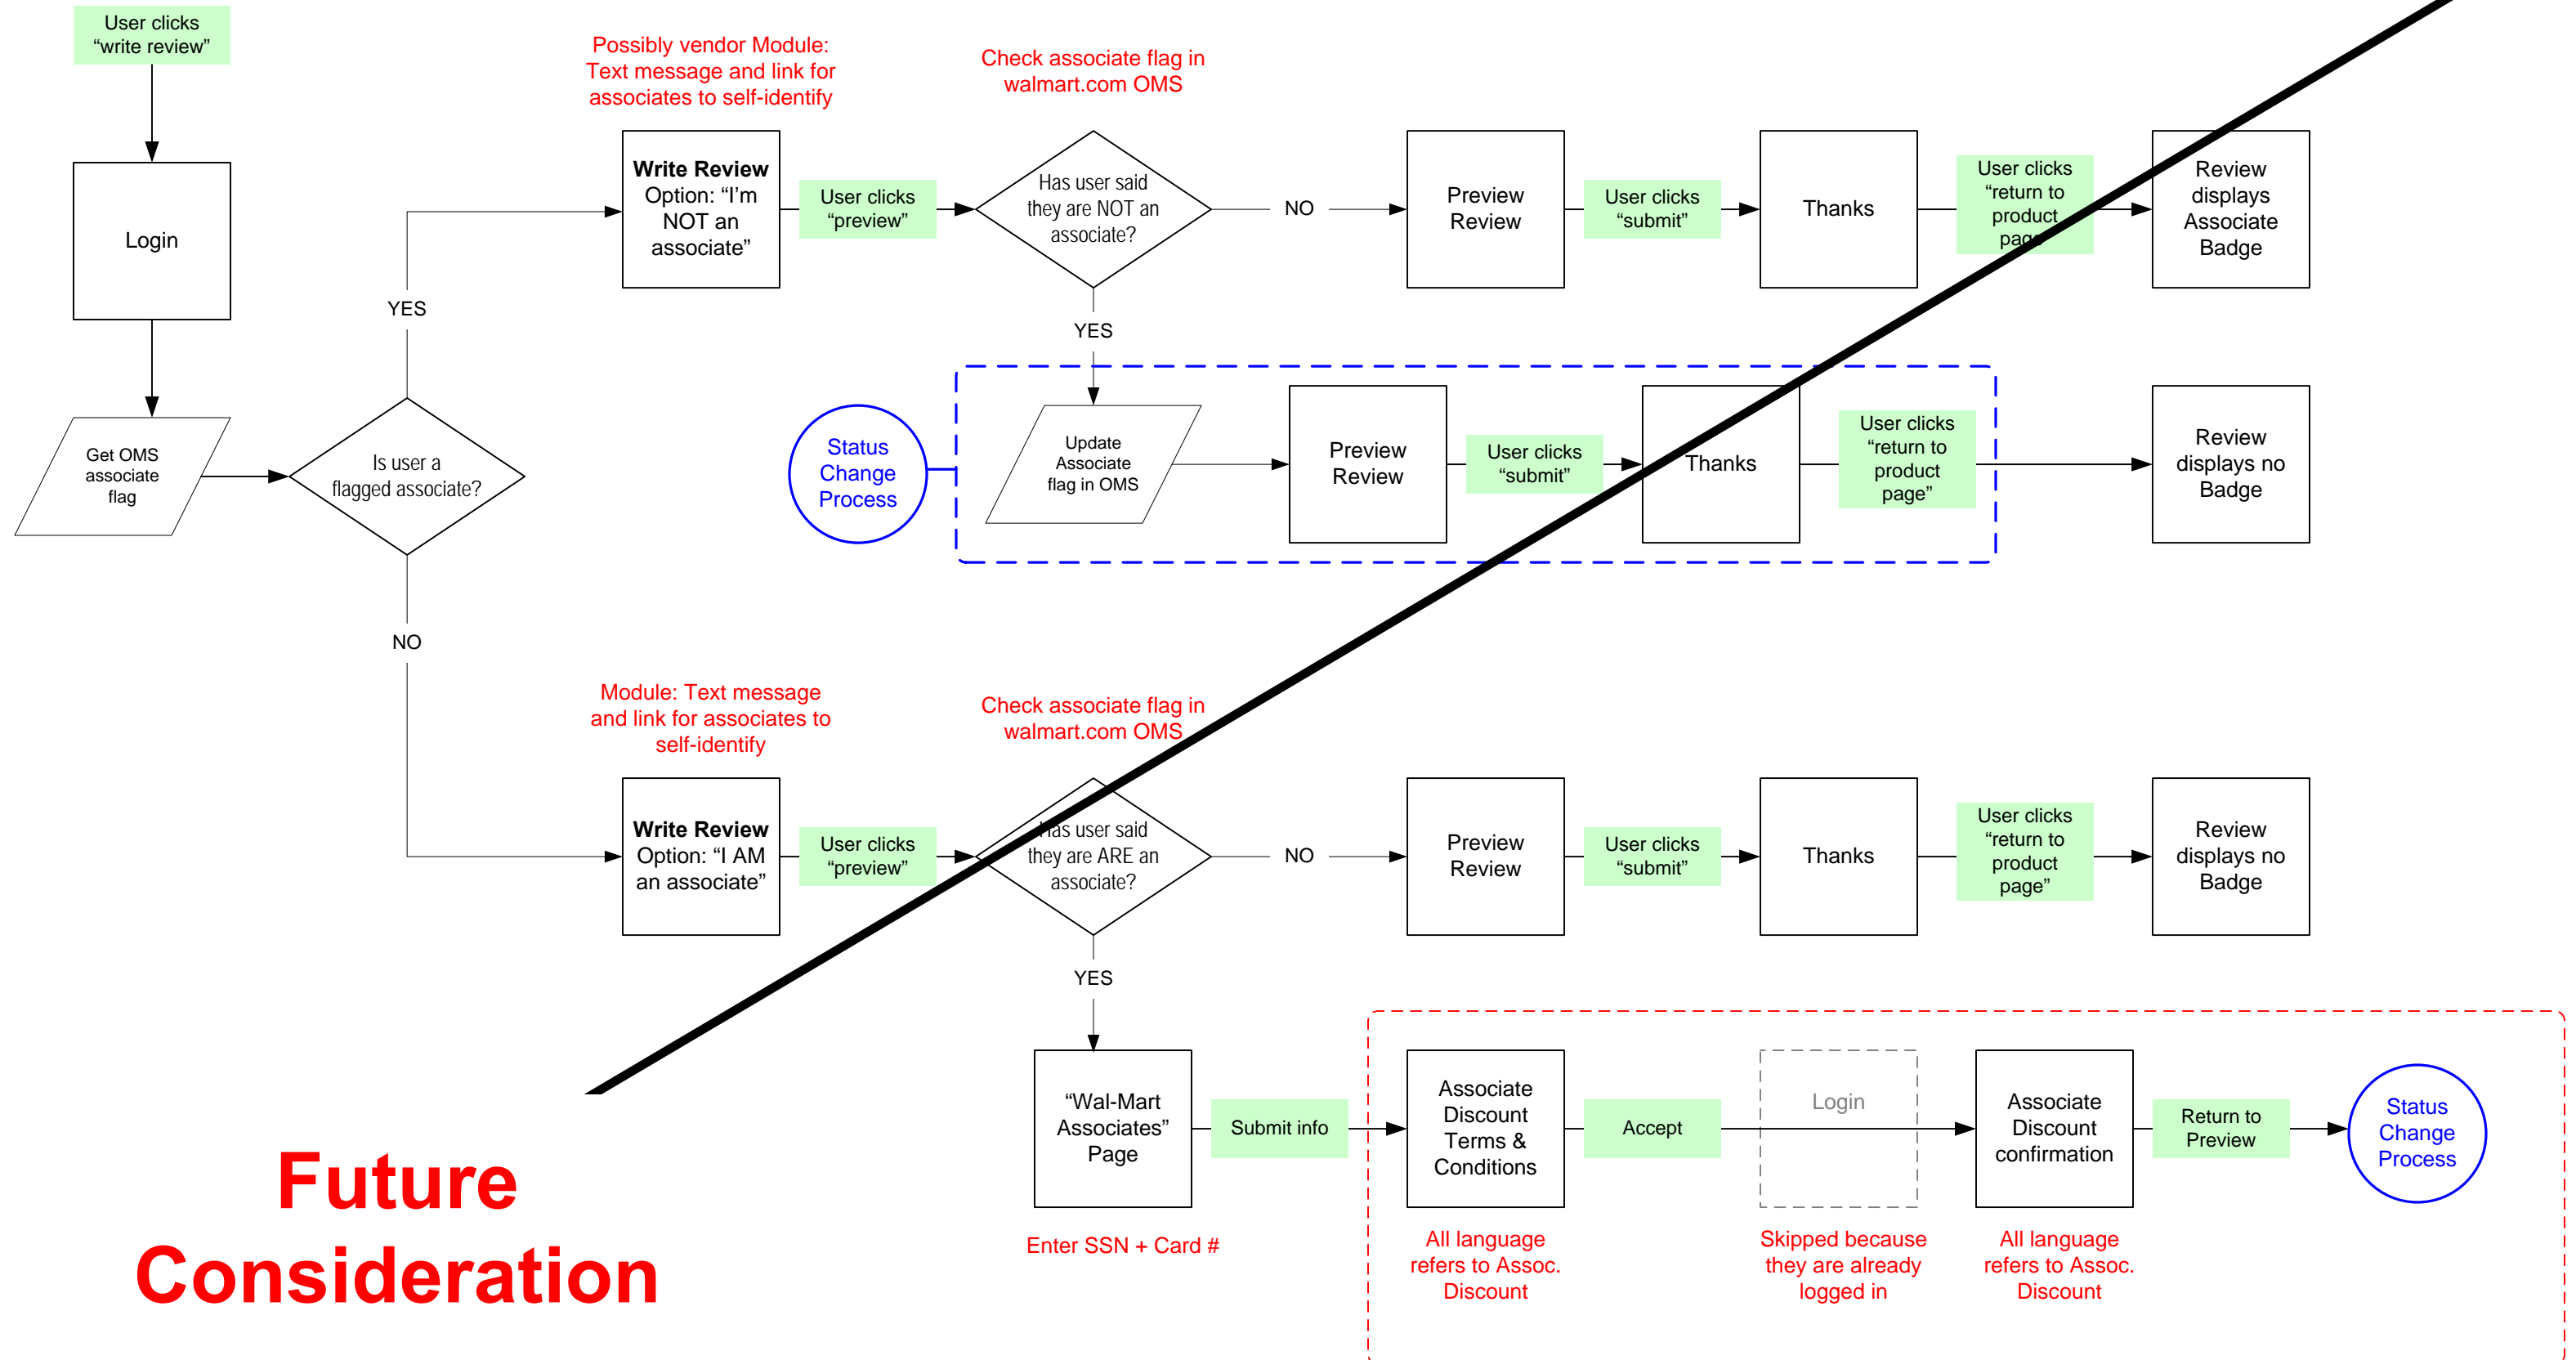 User clicks
“write review”
Login
Get OMS
associate
flag
Is user a
flagged associate?
YES
NO
Possibly vendor Module:
Text message and link for
associates to self-identify
Write Review
Option: “I’m
NOT an
associate”
User clicks
“preview”
Check associate flag in
walmart.com OMS
Has user said
they are NOT an
associate?
NO
YES
Preview
Review
User clicks
“submit”
Thanks
User clicks
“return to
product
page”
Review
displays
Associate
Badge
Status
Change
Process
Update
Associate
flag in OMS
Preview
Review
User clicks
“submit”
Thanks
User clicks
“return to
product
page”
Review
displays no
Badge
Module: Text message
and link for associates to
self-identify
Write Review
Option: “I AM
an associate”
User clicks
“preview”
Check associate flag in
walmart.com OMS
Has user said
they are ARE an
associate?
NO
YES
Preview
Review
User clicks
“submit”
Thanks
User clicks
“return to
product
page”
Review
displays no
Badge
“Wal-Mart
Associates”
Page
Enter SSN + Card #
Submit info
Associate
Discount
Terms &
Conditions
All language
refers to Assoc.
Discount
Accept
Login
Skipped because
they are already
logged in
Associate
Discount
confirmation
All language
refers to Assoc.
Discount
Return to
Preview
Status
Change
Process
Future
Consideration